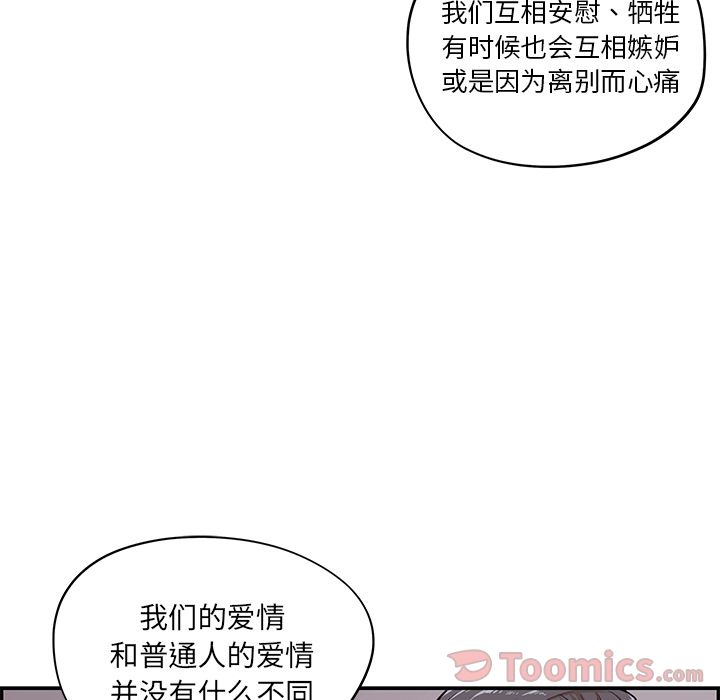 我们互相安慰、牺牲
有时候也会互相嫉妒
或是因为离别而心痛
我们的爱情
和普通人的爱情
并没有什么不同
Toomics.com